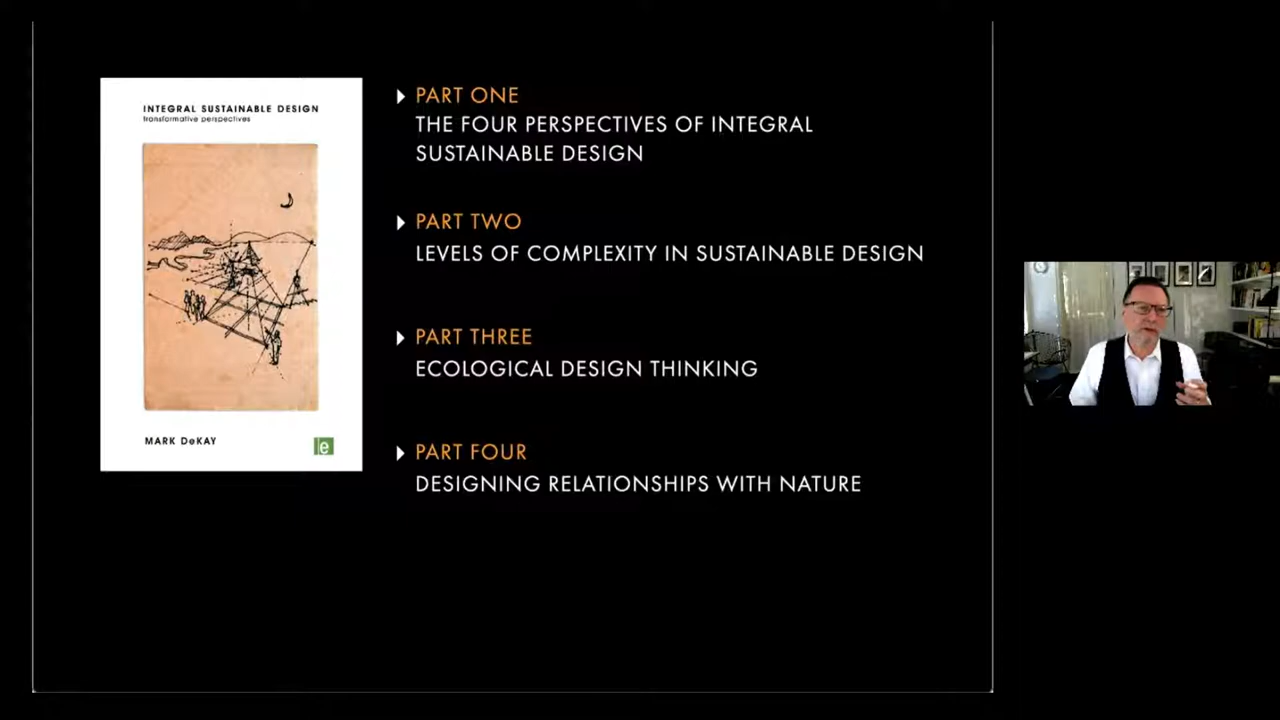 INTEGRAL SUSTAINABLE DESIGN
transformative perspectives
MARK DeKAY
e
PART ONE
THE FOUR PERSPECTIVES OF INTEGRAL
SUSTAINABLE DESIGN
PART TWO
LEVELS OF COMPLEXITY IN SUSTAINABLE DESIGN
PART THREE
ECOLOGICAL DESIGN THINKING
PART FOUR
DESIGNING RELATIONSHIPS WITH NATURE